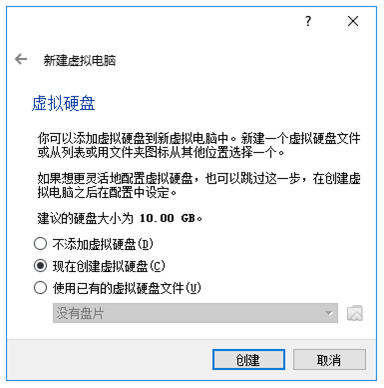 ?
新建虚拟电脑
虚拟硬盘
你可以添加虚拟硬盘到新虚拟电脑中。新建一个虚拟硬盘文件
或从列表或用文件夹图标从其他位置选择一个。
如果想更灵活地配置虚拟硬盘，也可以跳过这一步，在创建虚
拟电脑之后在配置中设定。
建议的硬盘大小为 10.00 GB。
不添加虚拟硬盘(D)
现在创建虚拟硬盘(C)
使用已有的虚拟硬盘文件(U)
没有盘片
创建 取消